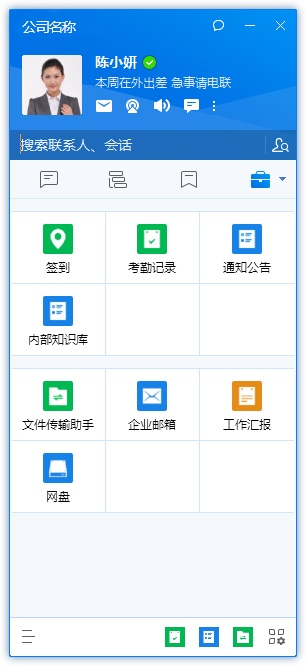 公司名称
陈小妍
本周在外出差 急事请电联
搜索联系人、会话
签到
考勤记录
通知公告
内部知识库
文件传输助手
企业邮箱
工作汇报
网盘